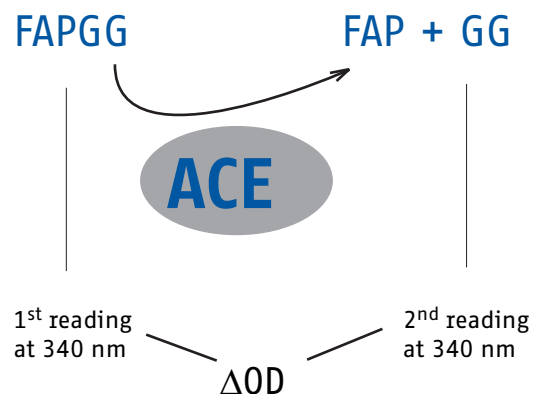 FAPGG
FAP + GG
ACE
1st reading
at 340 nm
2nd reading
at 340 nm
ΔOD